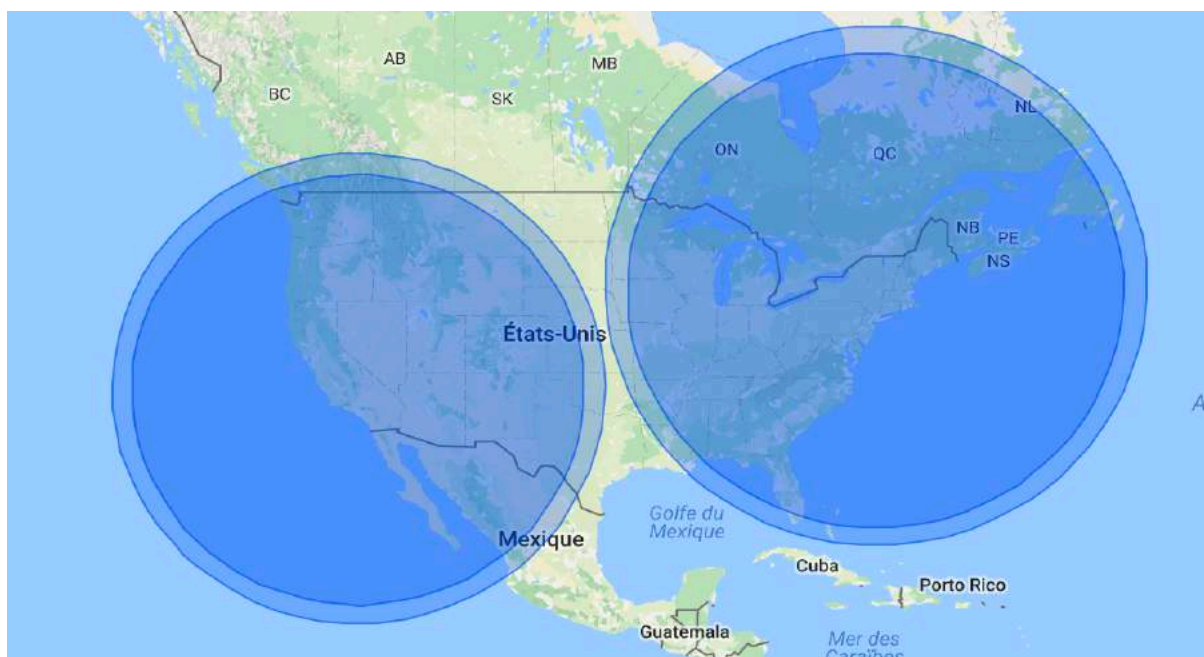 AB
MB
BC
SK
NL
ON
QC
NB
PE
NS
États-Unis
A
Golfe du
Mexique
Mexique
Cuba
Porto Rico
Guatemala
Mer des
Caraïbes